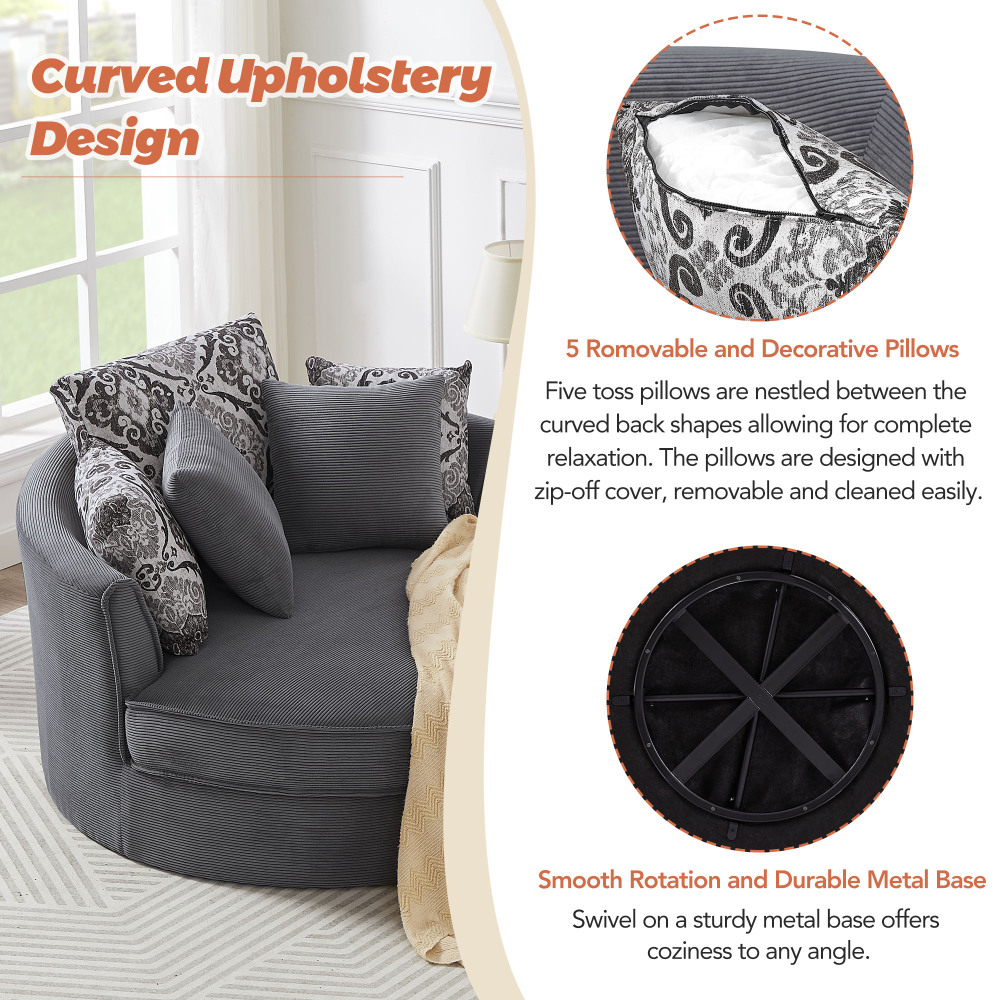 Curved Upholstery
Design
5 Romovable and Decorative Pillows
Five toss pillows are nestled between the
curved back shapes allowing for complete
relaxation. The pillows are designed with
zip-off cover, removable and cleaned easily.
Smooth Rotation and Durable Metal Base
Swivel on a sturdy metal base offers
coziness to any angle.